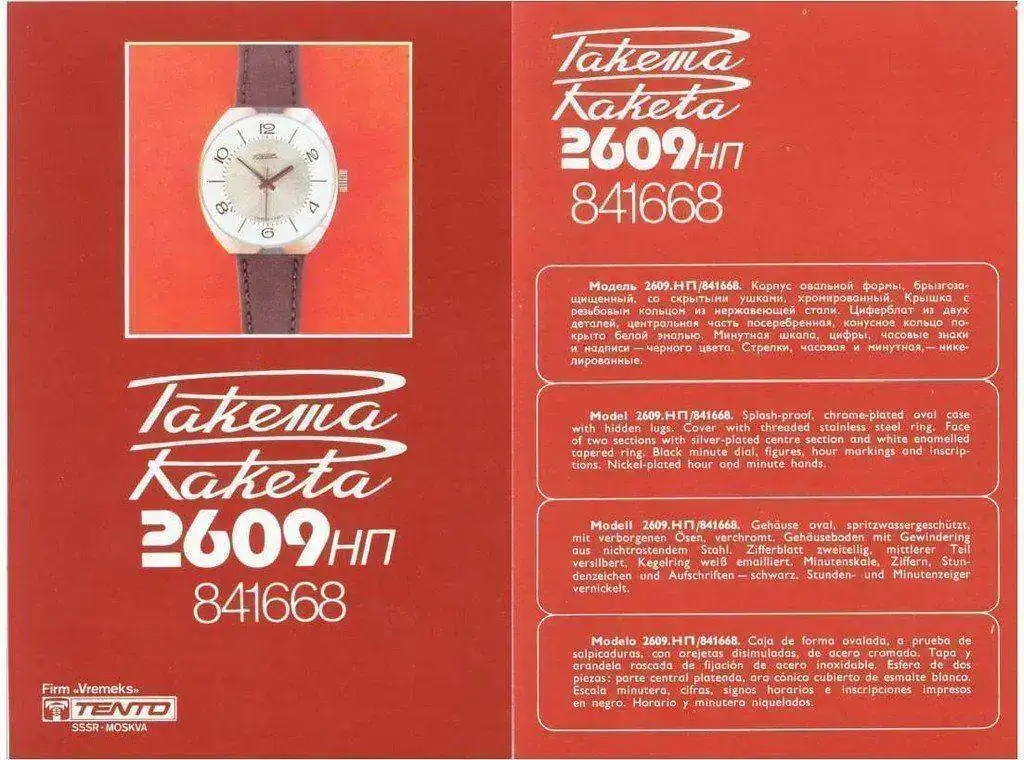 Ракета
12
2
4
6
8
10
Ракета
Raketa
2609НП
841668
Firm «Vremeks»
TENTO
SSSR - MOSKVA
Ракета
Raketa
2609НП
841668
Модель 2609.НП/841668. Корпус овальной формы, брызгоза-
щищенный, со скрытыми ушками, хромированный. Крышка с
резьбовым кольцом из нержавеющей стали. Циферблат из двух
деталей, центральная часть посеребренная, конусное кольцо по-
крыто белой эмалью. Минутная шкала, цифры, часовые знаки
и надписи — черного цвета. Стрелки, часовая и минутная,— нике-
лированные.
Model 2609.НП/841668. Splash-proof, chrome-plated oval case
with hidden lugs. Cover with threaded stainless steel ring. Face
of two sections with silver-plated centre section and white enamelled
tapered ring. Black minute dial, figures, hour markings and inscrip-
tions. Nickel-plated hour and minute hands.
Modell 2609.НП/841668. Gehäuse oval, spritzwassergeschützt,
mit verborgenen Ösen, verchromt. Gehäuseboden mit Gewindering
aus nichtrostendem Stahl. Zifferblatt zweiteilig, mittlerer Teil
versilbert, Kegelring weiß emailliert. Minutenskale, Ziffern, Stun-
denzeichen und Aufschriften — schwarz. Stunden- und Minutenzeiger
vernickelt.
Modelo 2609.НП/841668. Caja de forma ovalada, a prueba de
salpicaduras, con orejetas disimuladas, de acero cromado. Tapa y
arandela roscada de fijación de acero inoxidable. Esfera de dos
piezas: parte central plateada, aro cónico cubierto de esmalte blanco.
Escala minutera, cifras, signos horarios e inscripciones impresos
en negro. Horario y minutero niquelados.